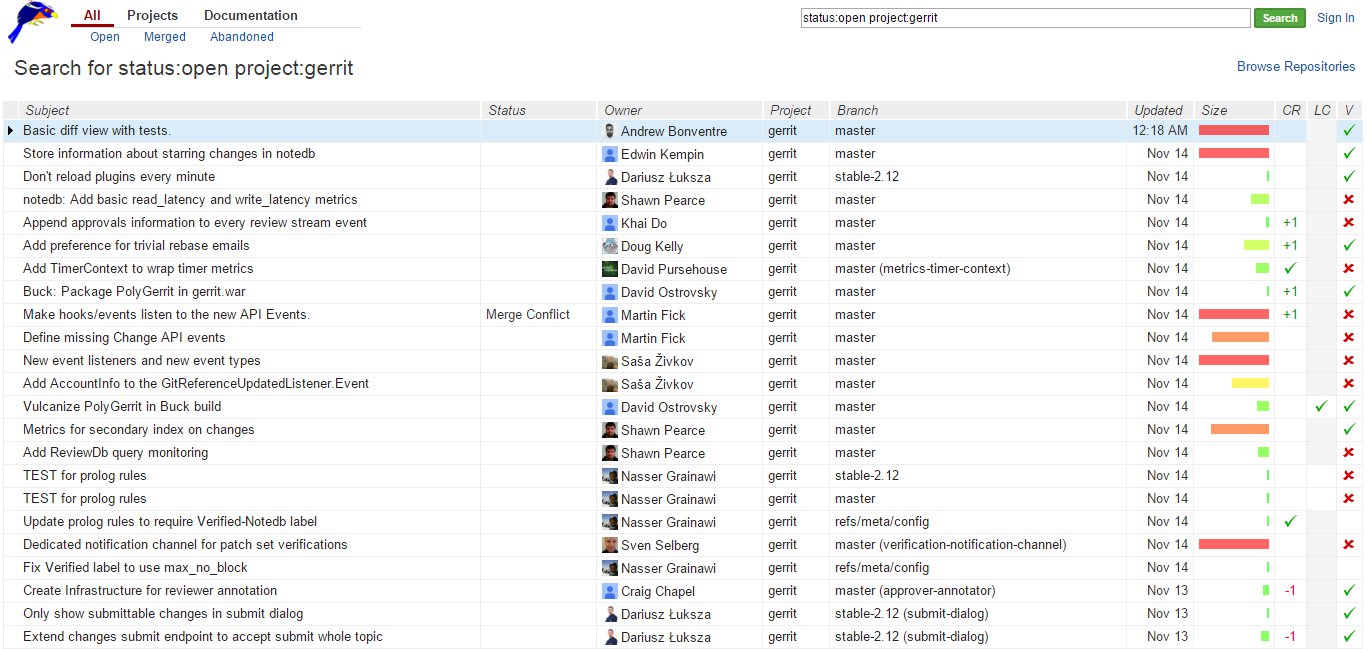 All Projects Documentation status:open project:gerrit Search Sign In
Open Merged Abandoned
Search for status:open project:gerrit Browse Repositories
Subject Status Owner Project Branch Updated Size CR LC V
Basic diff view with tests. Andrew Bonventre gerrit master 12:18 AM
Store information about starring changes in notedb Edwin Kempin gerrit master Nov 14
Don't reload plugins every minute Dariusz Łuksza gerrit stable-2.12 Nov 14
notedb: Add basic read_latency and write_latency metrics Shawn Pearce gerrit master Nov 14
Append approvals information to every review stream event Khai Do gerrit master Nov 14 +1
Add preference for trivial rebase emails Doug Kelly gerrit master Nov 14 +1
Add TimerContext to wrap timer metrics David Pursehouse gerrit master (metrics-timer-context) Nov 14
Buck: Package PolyGerrit in gerrit.war David Ostrovsky gerrit master Nov 14 +1
Make hooks/events listen to the new API Events. Merge Conflict Martin Fick gerrit master Nov 14 +1
Define missing Change API events Martin Fick gerrit master Nov 14
New event listeners and new event types Saša Živkov gerrit master Nov 14
Add AccountInfo to the GitReferenceUpdatedListener.Event Saša Živkov gerrit master Nov 14
Vulcanize PolyGerrit in Buck build David Ostrovsky gerrit master Nov 14
Metrics for secondary index on changes Shawn Pearce gerrit master Nov 14
Add ReviewDb query monitoring Shawn Pearce gerrit master Nov 14
TEST for prolog rules Nasser Grainawi gerrit stable-2.12 Nov 14
TEST for prolog rules Nasser Grainawi gerrit master Nov 14
Update prolog rules to require Verified-Notedb label Nasser Grainawi gerrit refs/meta/config Nov 14
Dedicated notification channel for patch set verifications Sven Selberg gerrit master (verification-notification-channel) Nov 14
Fix Verified label to use max_no_block Nasser Grainawi gerrit refs/meta/config Nov 14
Create Infrastructure for reviewer annotation Craig Chapel gerrit master (approver-annotator) Nov 13 -1
Only show submittable changes in submit dialog Dariusz Łuksza gerrit stable-2.12 (submit-dialog) Nov 13
Extend changes submit endpoint to accept submit whole topic Dariusz Łuksza gerrit stable-2.12 (submit-dialog) Nov 13 -1